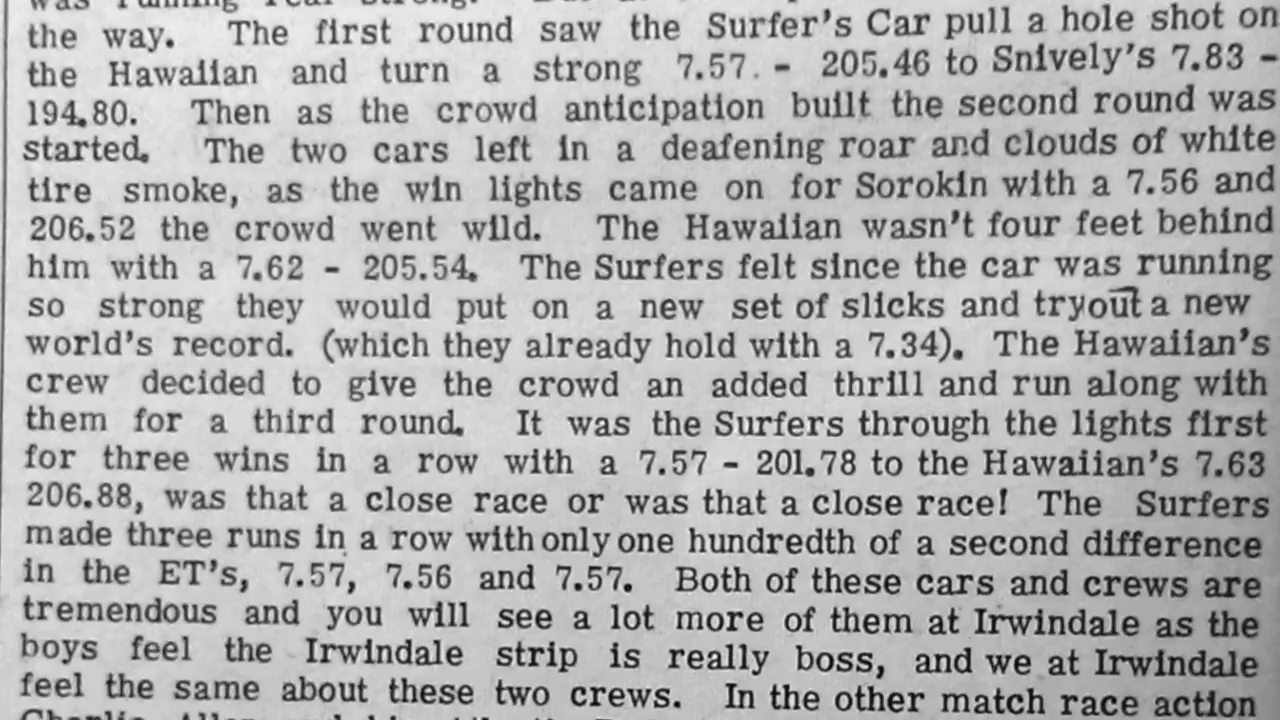 was running real strong.
the way. The first round saw the Surfer's Car pull a hole shot on
the Hawaiian and turn a strong 7.57. - 205.46 to Snively's 7.83 -
194.80. Then as the crowd anticipation built the second round was
started. The two cars left in a deafening roar and clouds of white
tire smoke, as the win lights came on for Sorokin with a 7.56 and
206.52 the crowd went wild. The Hawaiian wasn't four feet behind
him with a 7.62 - 205.54. The Surfers felt since the car was running
so strong they would put on a new set of slicks and tryout a new
world's record. (which they already hold with a 7.34). The Hawaiian's
crew decided to give the crowd an added thrill and run along with
them for a third round. It was the Surfers through the lights first
for three wins in a row with a 7.57 - 201.78 to the Hawaiian's 7.63
206.88, was that a close race or was that a close race! The Surfers
made three runs in a row with only one hundredth of a second difference
in the ET's, 7.57, 7.56 and 7.57. Both of these cars and crews are
tremendous and you will see a lot more of them at Irwindale as the
boys feel the Irwindale strip is really boss, and we at Irwindale
feel the same about these two crews. In the other match race action